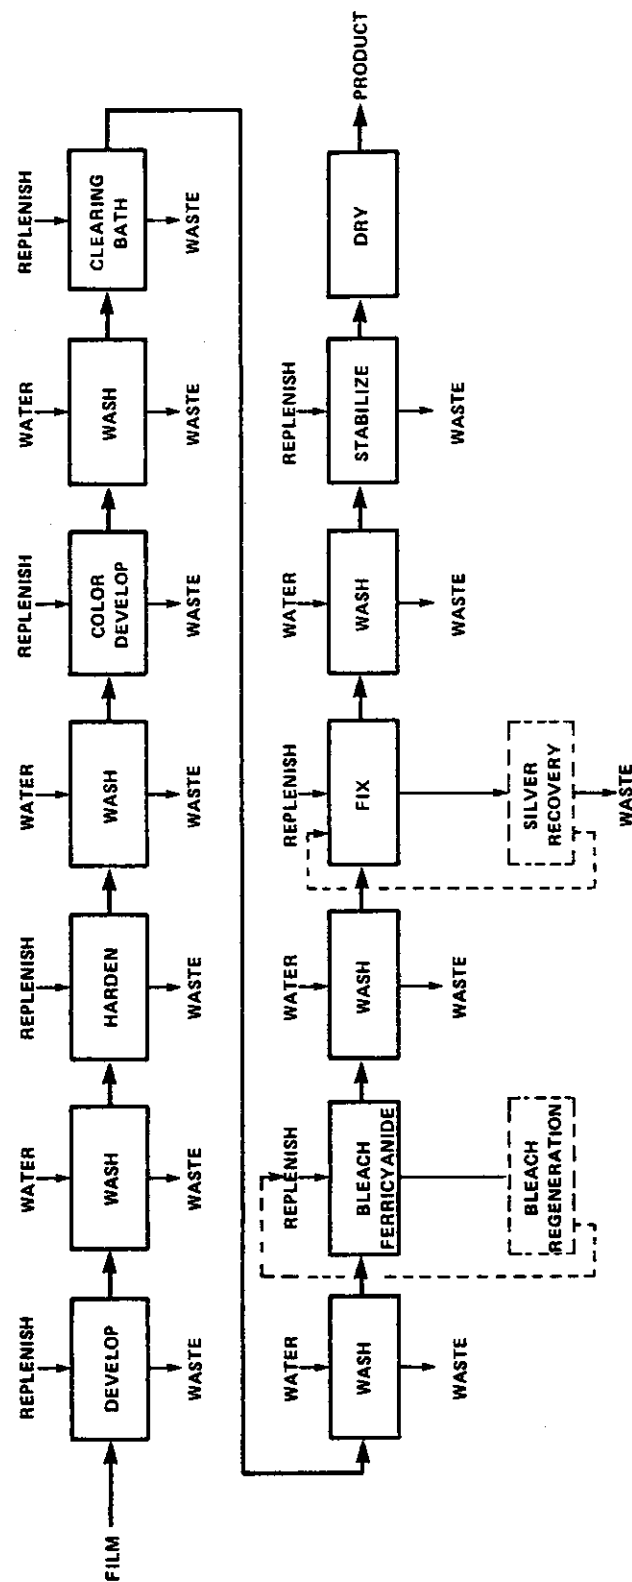 REPLENISH
WATER
REPLENISH
WATER
REPLENISH
WATER
REPLENISH
FILM
DEVELOP
WASH
HARDEN
WASH
COLOR
DEVELOP
WASH
CLEARING
BATH
WASTE
WASTE
WASTE
WASTE
WASTE
WASTE
WASTE
WATER
REPLENISH
WATER
REPLENISH
WATER
REPLENISH
WASH
BLEACH
FERRICYANIDE
WASH
FIX
WASH
STABILIZE
DRY
PRODUCT
WASTE
WASTE
WASTE
WASTE
BLEACH
REGENERATION
SILVER
RECOVERY
WASTE